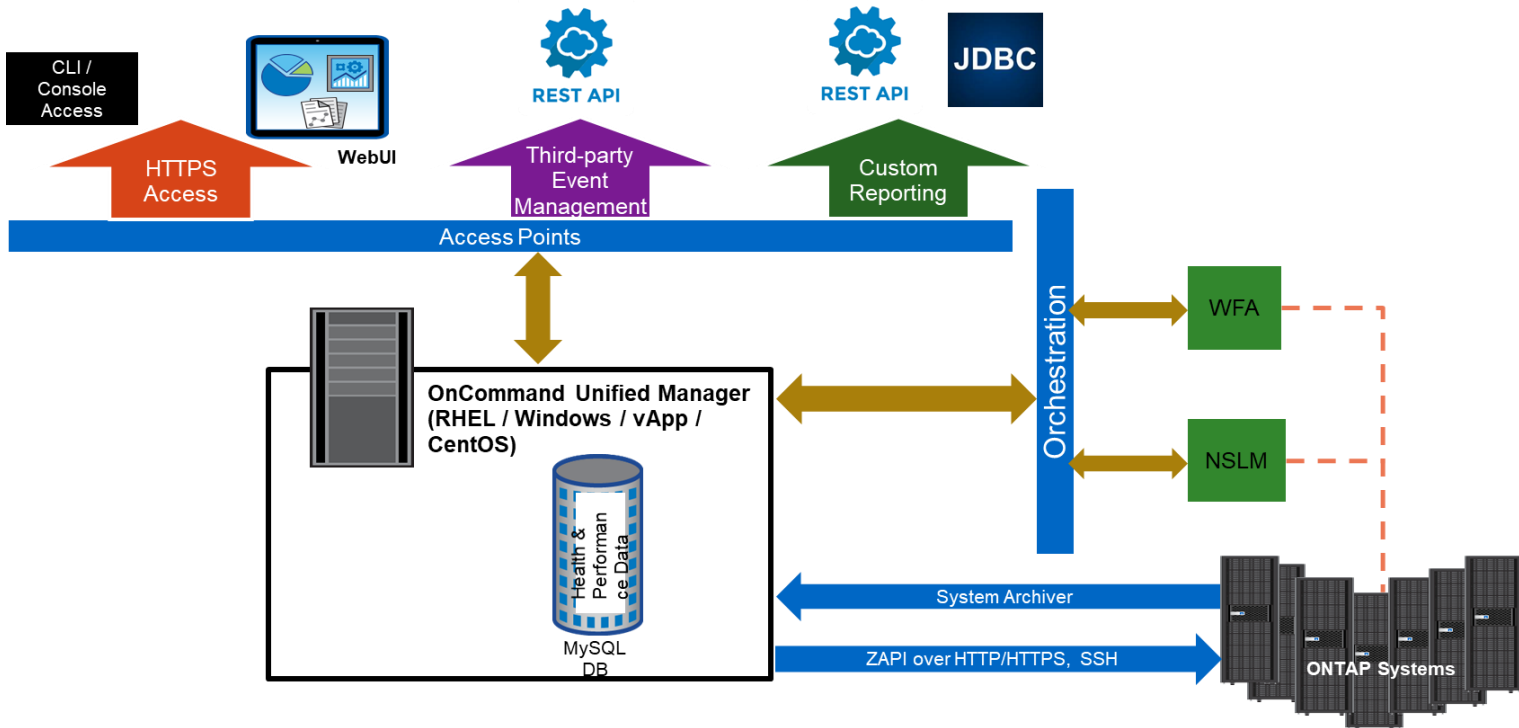 CLI /
Console
Access
WebUI
REST API
REST API
JDBC
HTTPS
Access
Third-party
Event
Management
Custom
Reporting
Access Points
Orchestration
WFA
NSLM
OnCommand Unified Manager
(RHEL / Windows / vApp /
CentOS)
Health &
Performan
ce Data
MySQL
DB
System Archiver
ZAPI over HTTP/HTTPS, SSH
ONTAP Systems